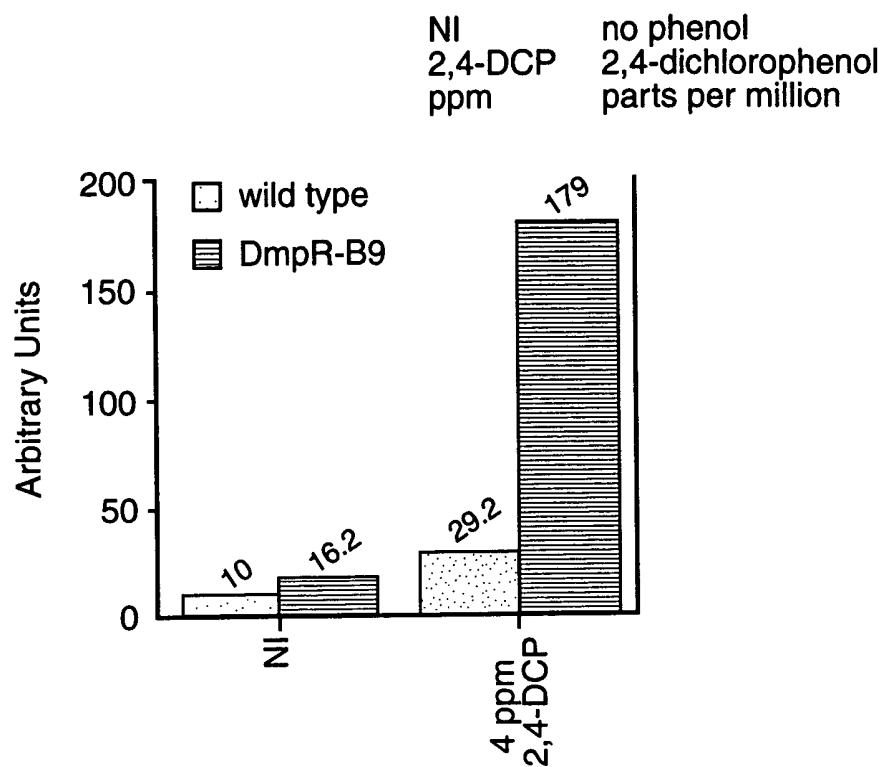 NI no phenol
2,4-DCP 2,4-dichlorophenol
ppm parts per million
200
150
100
50
0
Arbitrary Units
wild type
DmpR-B9
10
16.2
29.2
179
NI
4 ppm
2,4-DCP